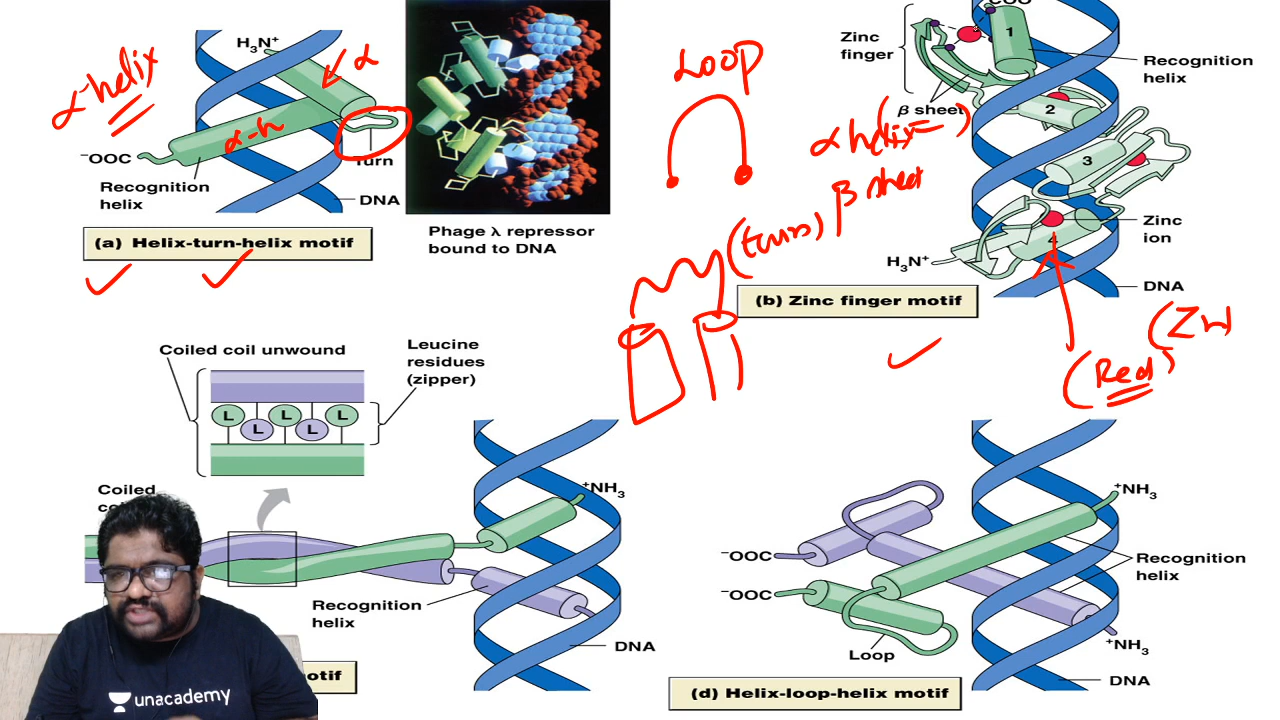 H₃N⁺
α-helix
α
α-h
Turn
⁻OOC
Recognition
helix
DNA
(a) Helix-turn-helix motif
Phage λ repressor
bound to DNA
Loop
α helix
β sheet
(turn)
COO⁻
Zinc
finger
1
Recognition
helix
β sheet
2
3
Zinc
ion
4
H₃N⁺
DNA
(b) Zinc finger motif
(Red)
(Zn)
Coiled coil unwound
Leucine
residues
(zipper)
L L L
L L
Coiled
⁺NH₃
Recognition
helix
DNA
otif
unacademy
⁺NH₃
⁻OOC
⁻OOC
Recognition
helix
Loop
⁺NH₃
DNA
(d) Helix-loop-helix motif